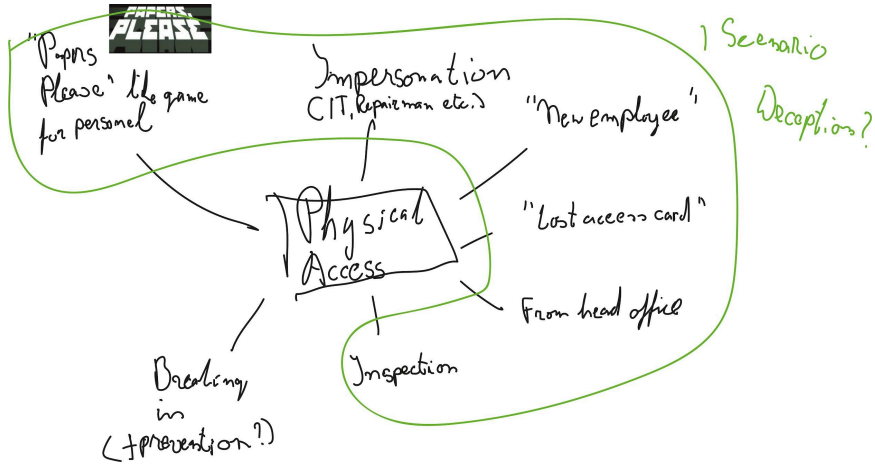 PAPERS,
PLEASE
"Papers
Please" like game
for personel
Impersonation
(IT, Repairman etc.)
"New employee"
"Lost access card"
From head office
Inspection
Breaking
in
(+prevention?)
Physical
Access
1 Scenario
Deception?